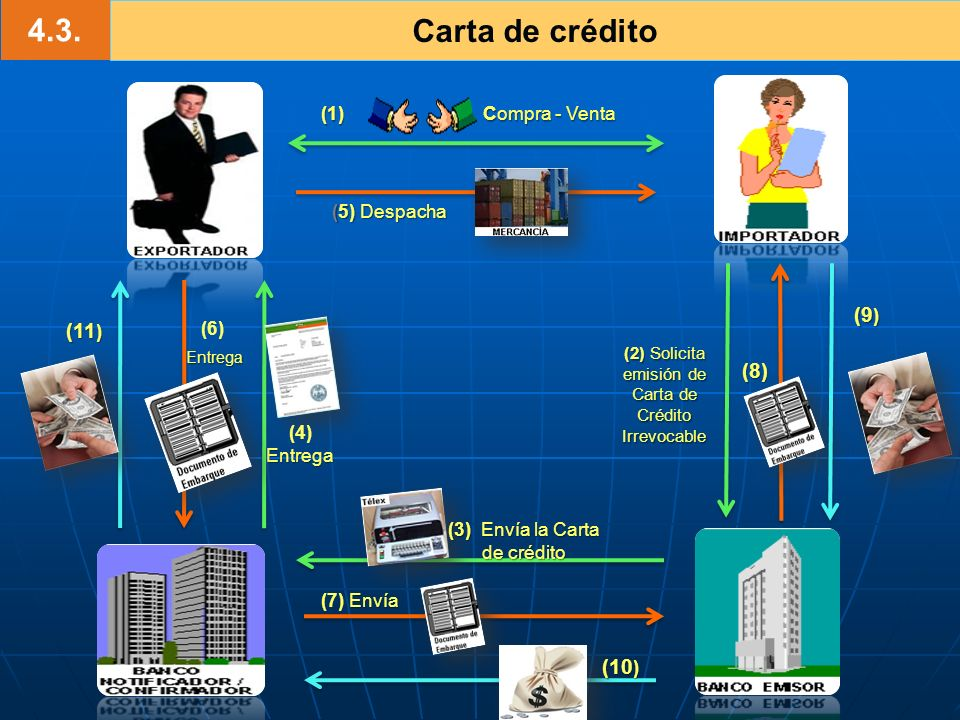 4.3.
Carta de crédito
(1)
Compra - Venta
(5) Despacha
MERCANCÍA
EXPORTADOR
IMPORTADOR
(11)
(6)
Entrega
Documento de
Embarque
(4)
Entrega
(2) Solicita
emisión de
Carta de
Crédito
Irrevocable
(8)
Documento de
Embarque
(9)
Télex
(3) Envía la Carta
de crédito
(7) Envía
Documento de
Embarque
(10)
$
BANCO
NOTIFICADOR /
CONFIRMADOR
BANCO EMISOR